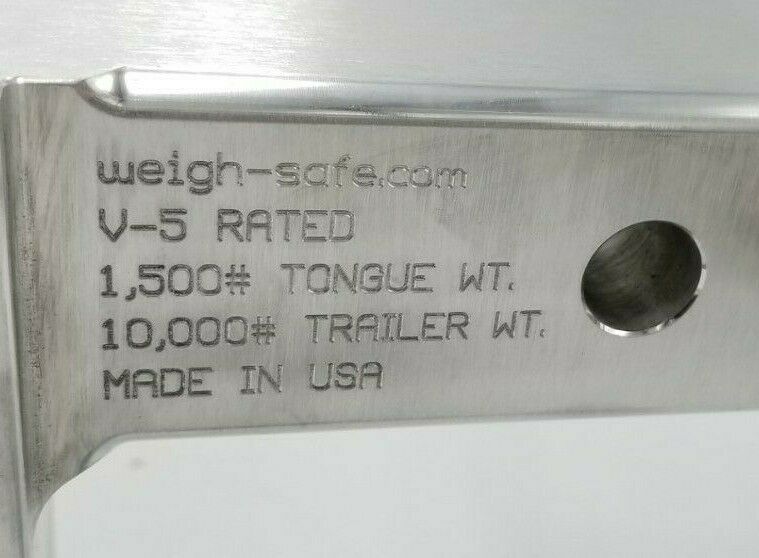 weigh-safe.com
V-5 RATED
1,500# TONGUE WT.
10,000# TRAILER WT.
MADE IN USA